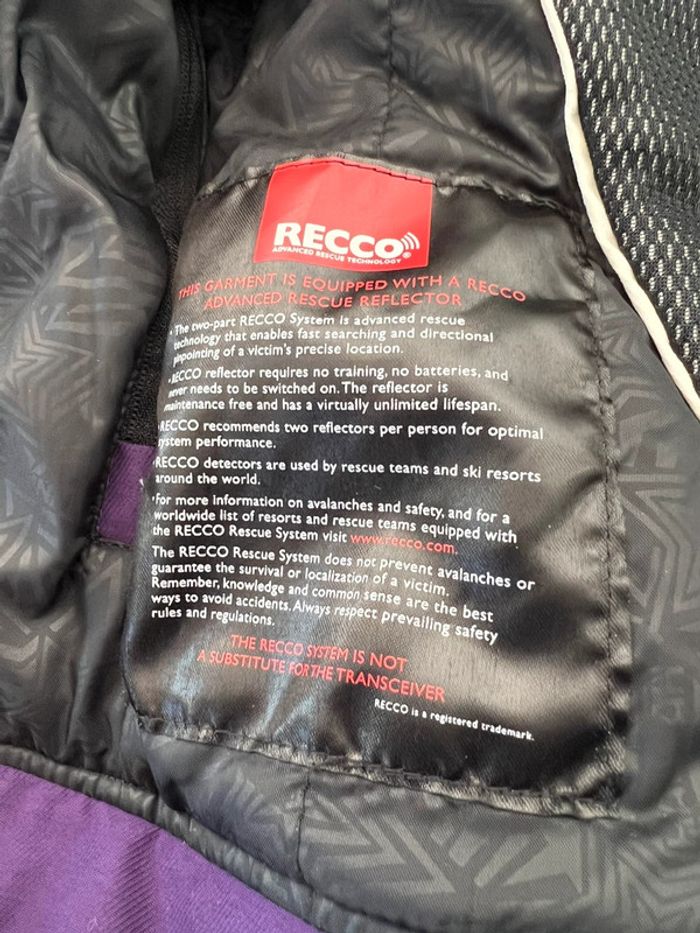 RECCO®
ADVANCED RESCUE TECHNOLOGY
THIS GARMENT IS EQUIPPED WITH A RECCO
ADVANCED RESCUE REFLECTOR
• The two-part RECCO System is advanced rescue
technology that enables fast searching and directional
pinpointing of a victim's precise location.
• RECCO reflector requires no training, no batteries, and
never needs to be switched on. The reflector is
maintenance free and has a virtually unlimited lifespan.
• RECCO recommends two reflectors per person for optimal
system performance.
• RECCO detectors are used by rescue teams and ski resorts
around the world.
• For more information on avalanches and safety, and for a
worldwide list of resorts and rescue teams equipped with
the RECCO Rescue System visit www.recco.com.
The RECCO Rescue System does not prevent avalanches or
guarantee the survival or localization of a victim.
Remember, knowledge and common sense are the best
ways to avoid accidents. Always respect prevailing safety
rules and regulations.
THE RECCO SYSTEM IS NOT
A SUBSTITUTE FOR THE TRANSCEIVER
RECCO is a registered trademark.